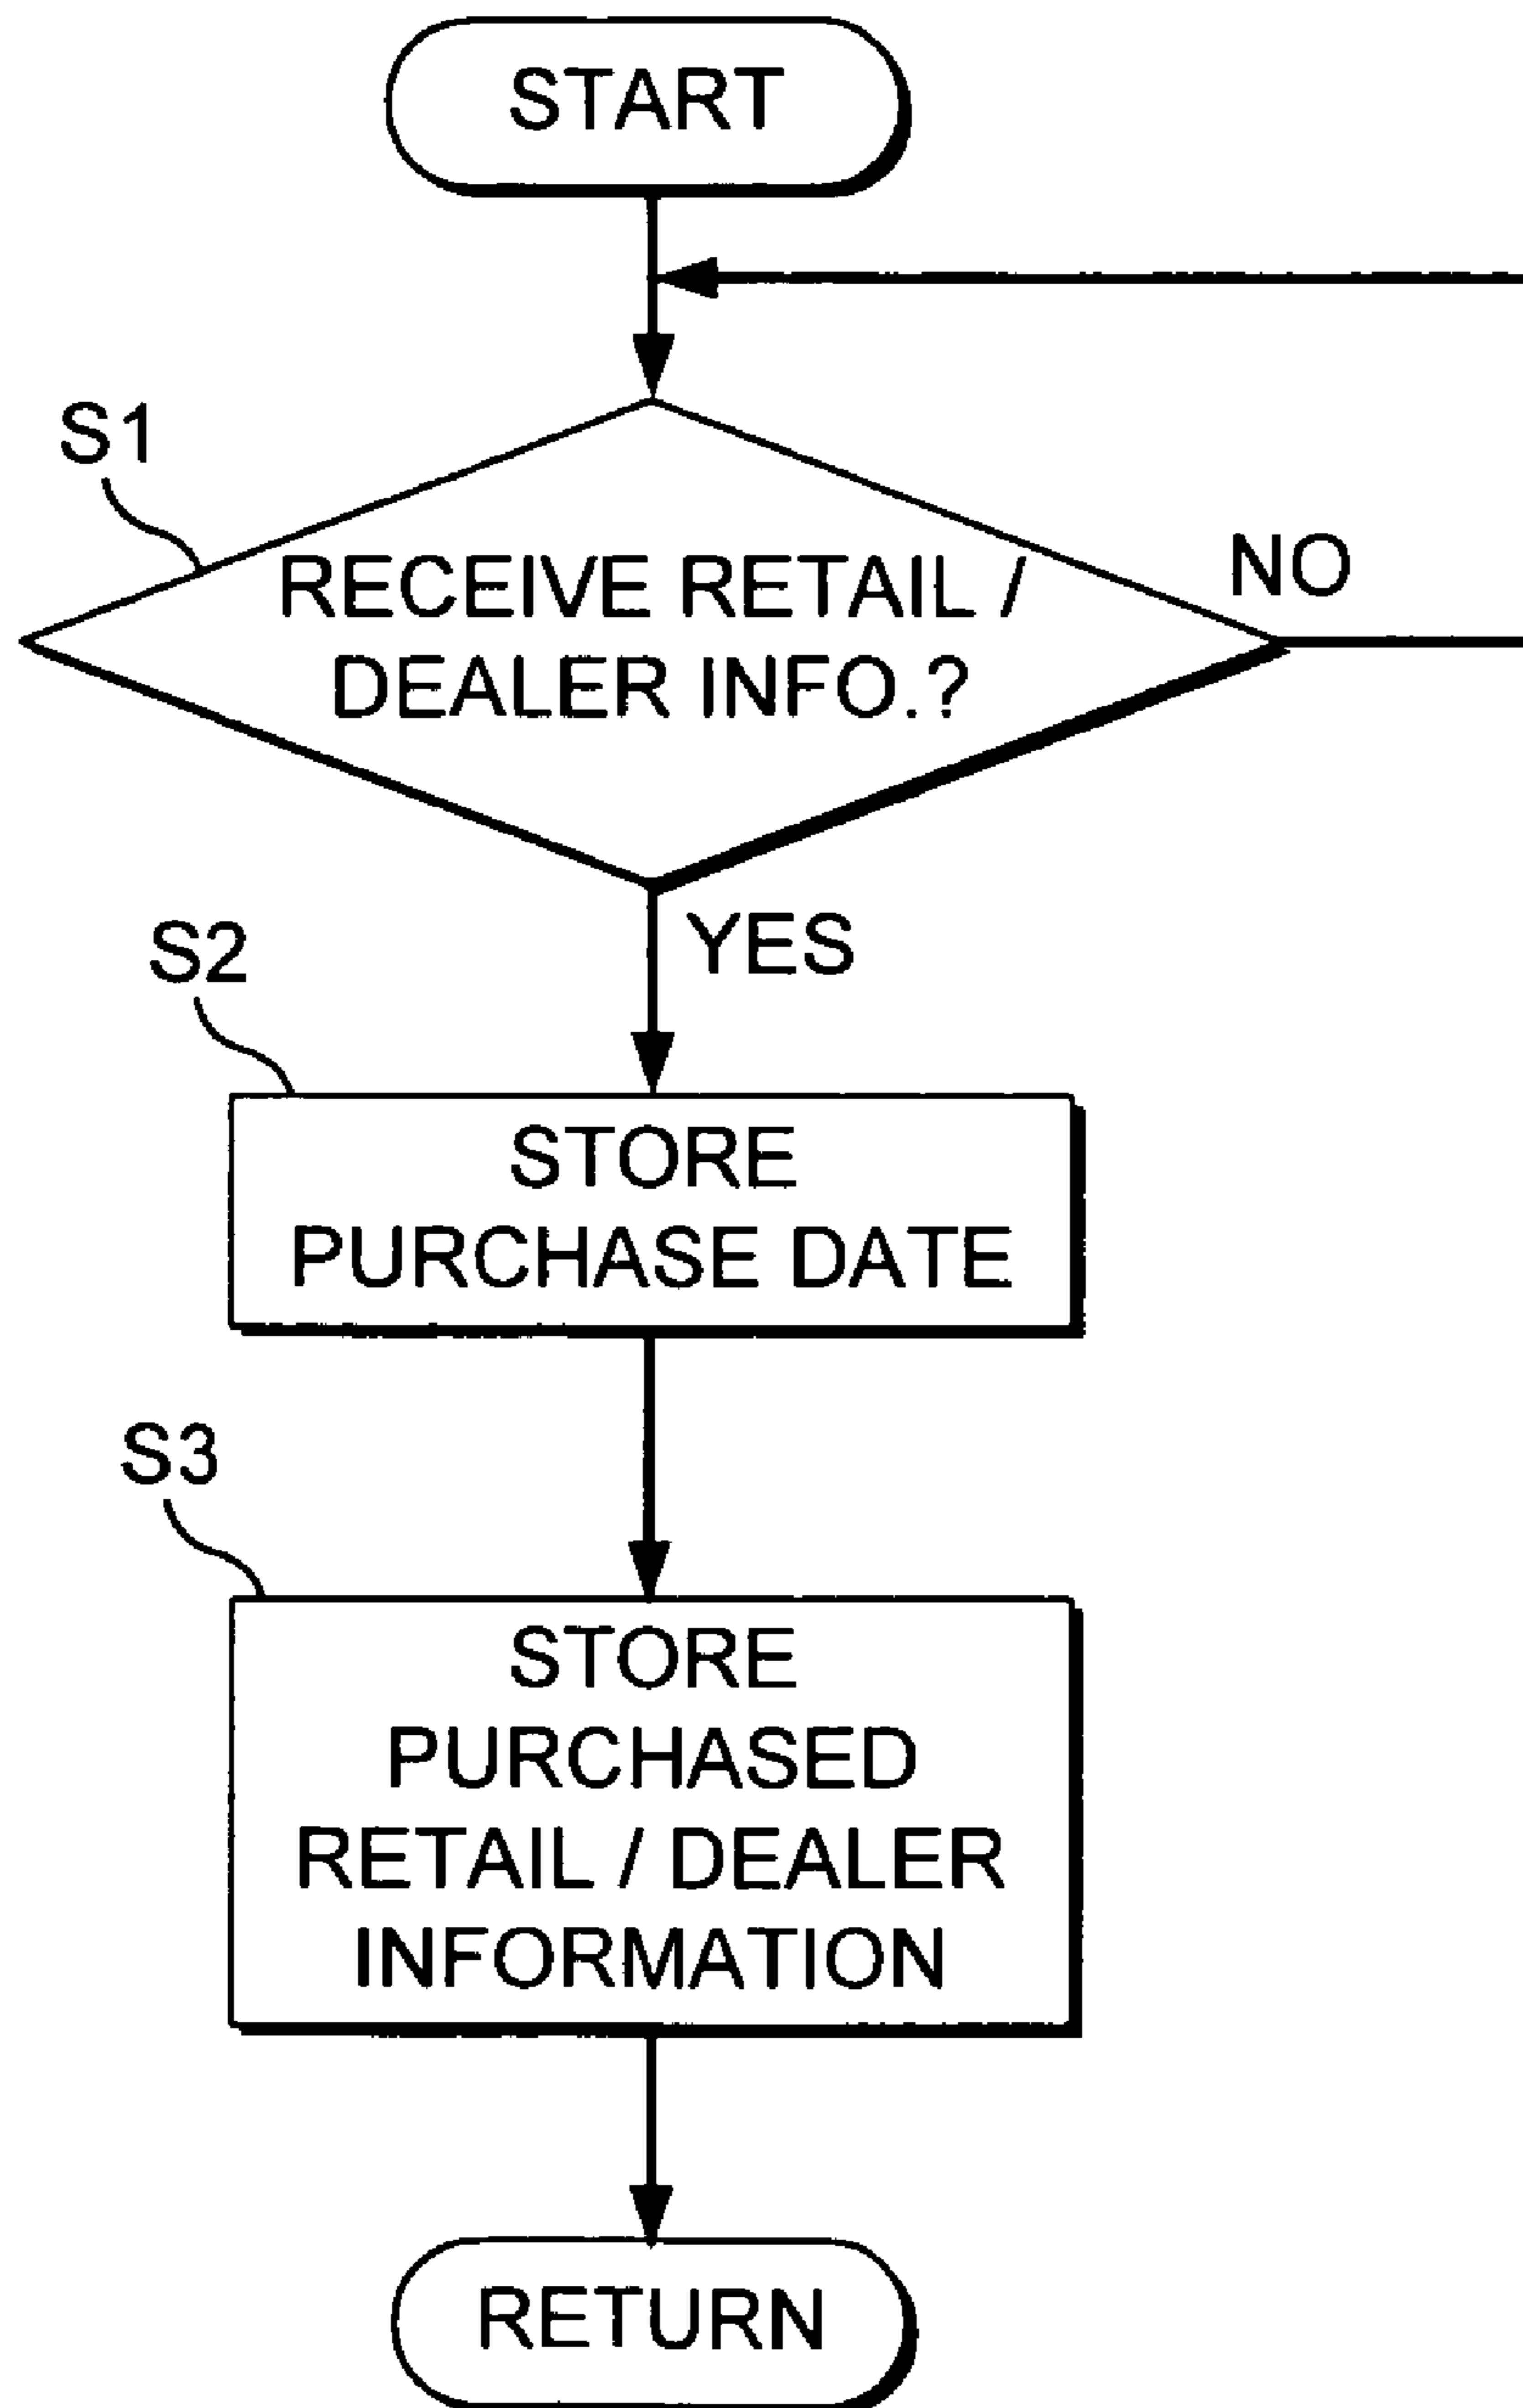 START
S1
RECEIVE RETAIL /
DEALER INFO.?
NO
YES
S2
STORE
PURCHASE DATE
S3
STORE
PURCHASED
RETAIL / DEALER
INFORMATION
RETURN